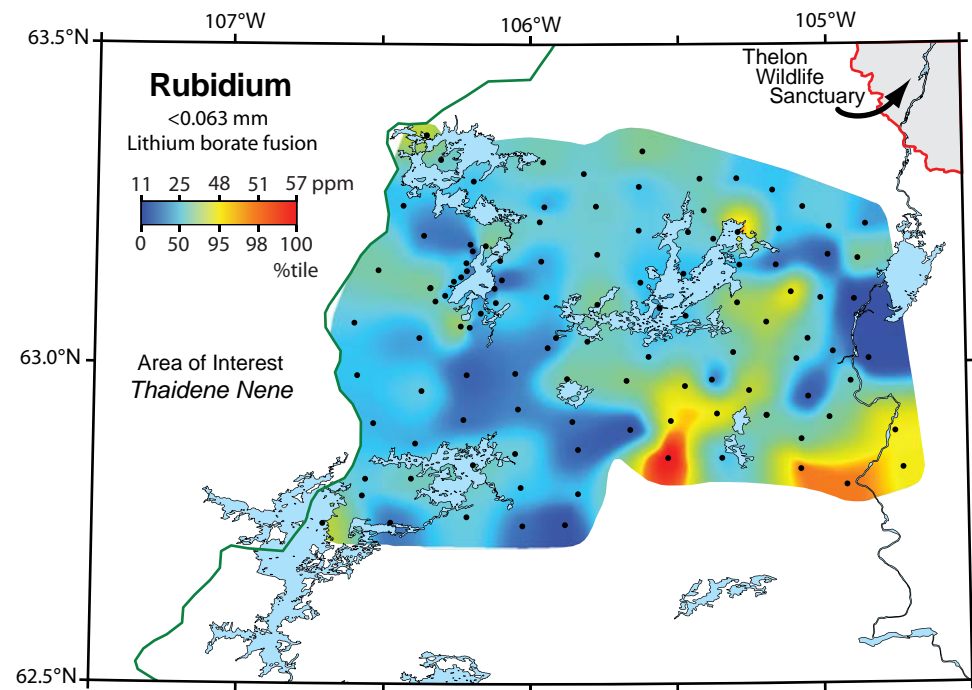 107°W
106°W
105°W
63.5°N
Rubidium
<0.063 mm
Lithium borate fusion
11 25 48 51 57 ppm
0 50 95 98 100
%tile
Thelon
Wildlife
Sanctuary
63.0°N
Area of Interest
Thaidene Nene
62.5°N